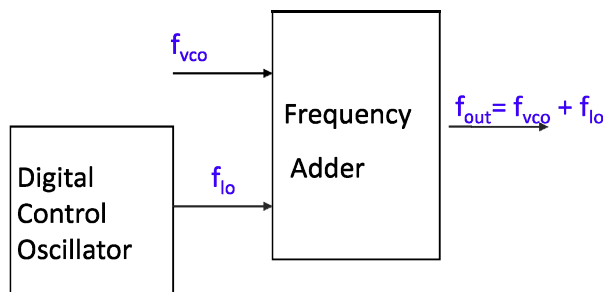 fvco
Frequency
Adder
fout= fvco + flo
flo
Digital
Control
Oscillator